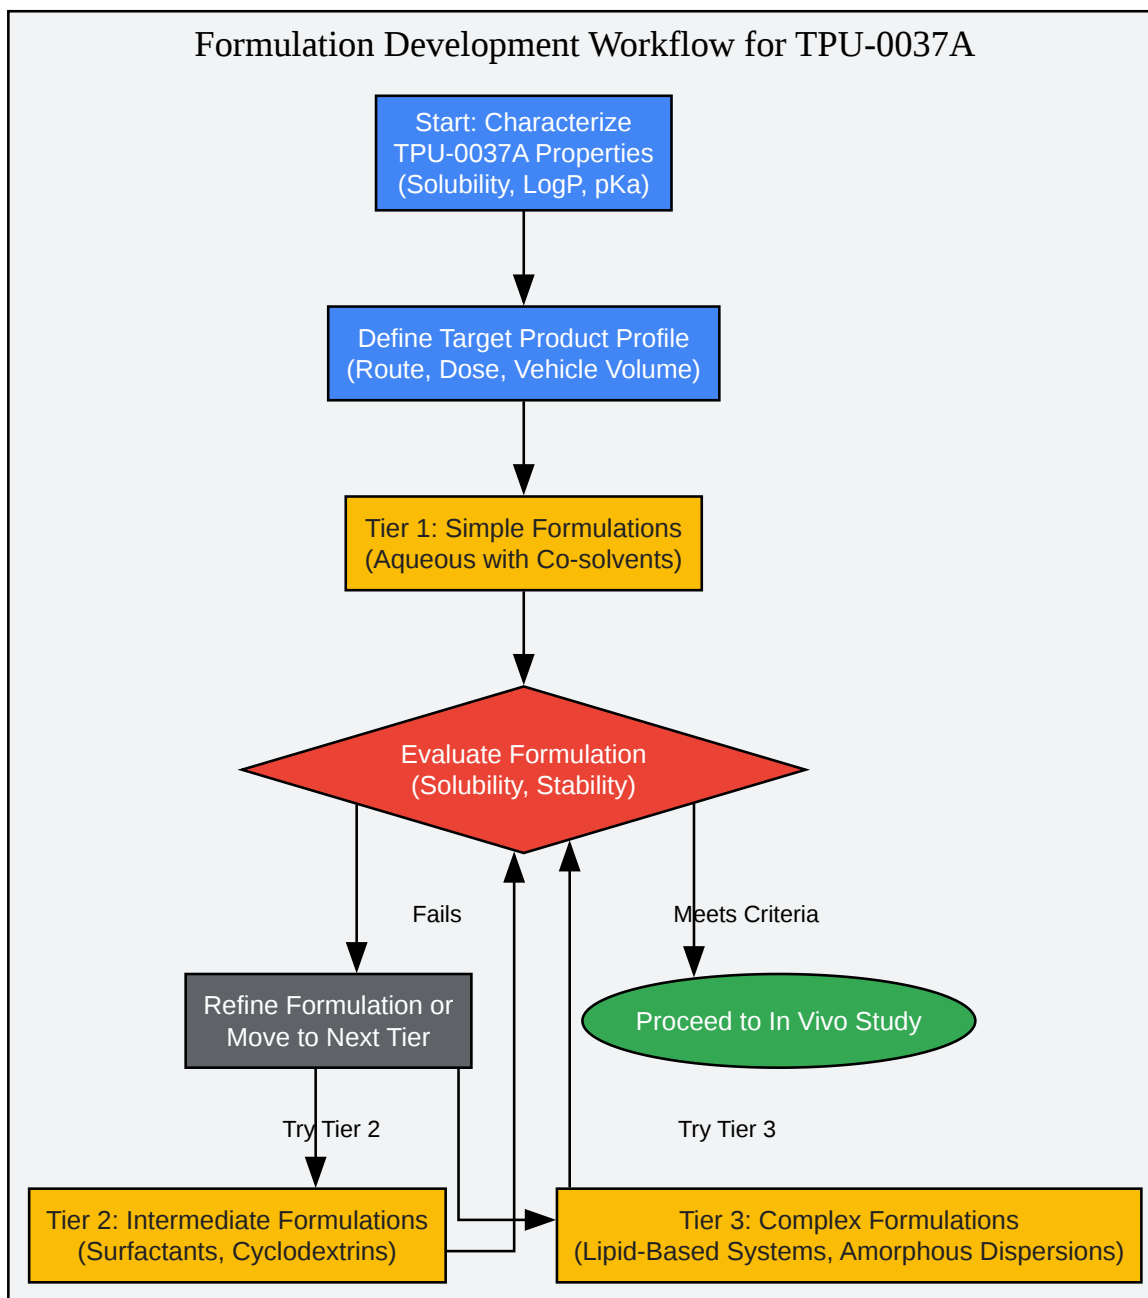 Formulation Development Workflow for TPU-0037A
Start: Characterize
TPU-0037A Properties
(Solubility, LogP, pKa)
Define Target Product Profile
(Route, Dose, Vehicle Volume)
Tier 1: Simple Formulations
(Aqueous with Co-solvents)
Evaluate Formulation
(Solubility, Stability)
Fails
Meets Criteria
Refine Formulation or
Move to Next Tier
Proceed to In Vivo Study
Try Tier 2
Try Tier 3
Tier 2: Intermediate Formulations
(Surfactants, Cyclodextrins)
Tier 3: Complex Formulations
(Lipid-Based Systems, Amorphous Dispersions)